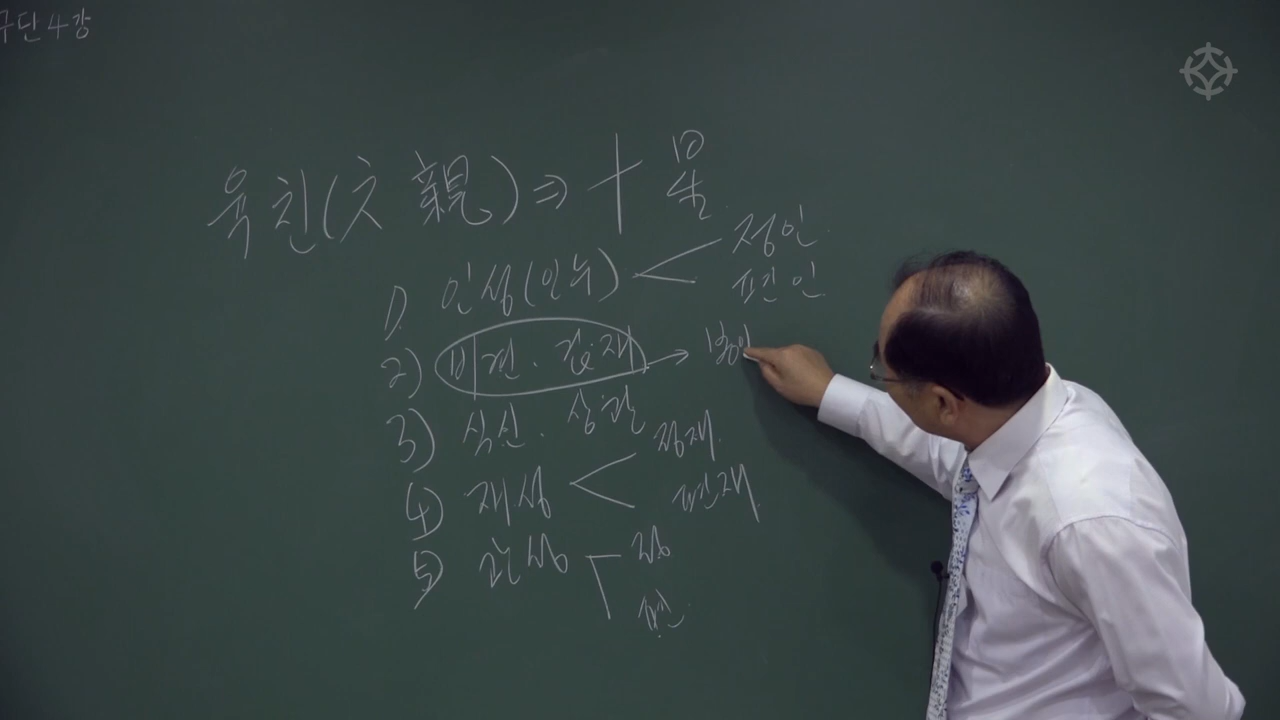 구단 4강
육친(六親) ⇒ 十星
1) 인성(인수) < 정인
편인
2) 비견. 겁재 →
3) 식신. 상관
4) 재성 < 정재.
편재
5) 관성 정
편